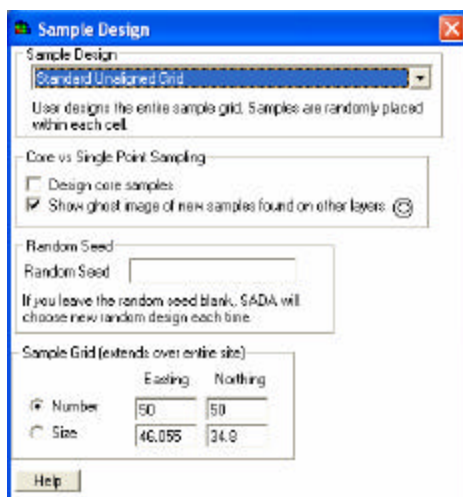 Sample Design
Sample Design
Standard Unaligned Grid
User designs the entire sample grid. Samples are randomly placed
within each cell.
Core vs Single Point Sampling
Design core samples
Show ghost image of new samples found on other layers
Random Seed
Random Seed
If you leave the random seed blank, SADA will
choose new random design each time
Sample Grid (extends over entire site)
Easting Northing
Number 50 50
Size 46.055 34.8
Help